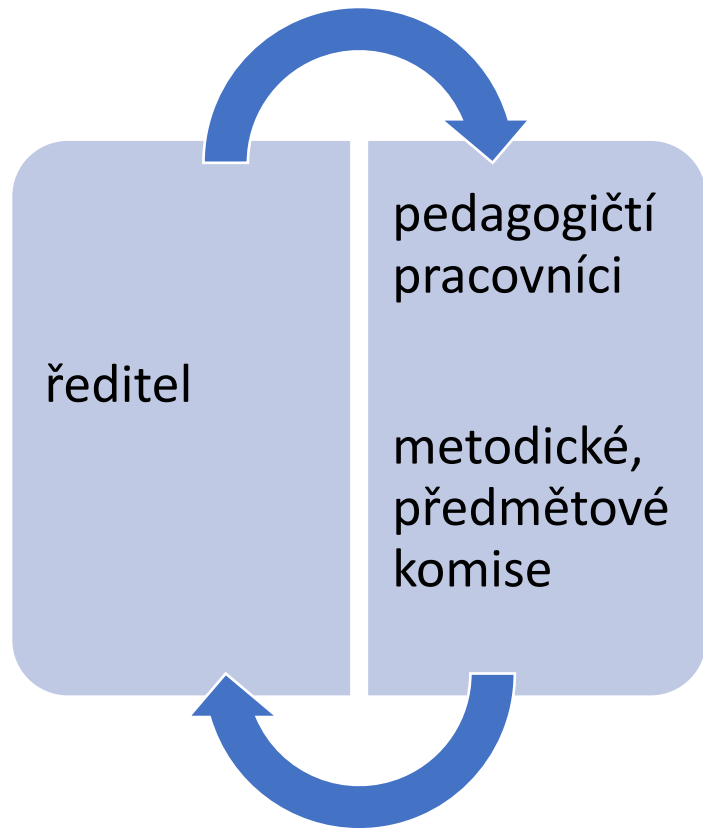 ředitel
pedagogičtí
pracovníci
metodické,
předmětové
komise